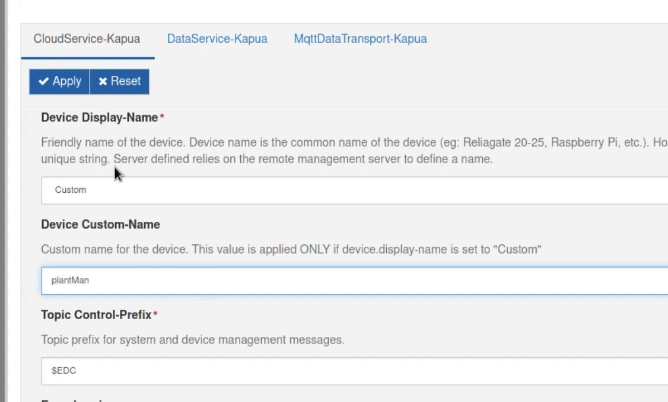 CloudService-Kapua DataService-Kapua MqttDataTransport-Kapua
Apply Reset
Device Display-Name*
Friendly name of the device. Device name is the common name of the device (eg: Reliagate 20-25, Raspberry Pi, etc.). Ho
unique string. Server defined relies on the remote management server to define a name.
Custom
Device Custom-Name
Custom name for the device. This value is applied ONLY if device.display-name is set to "Custom"
plantMan
Topic Control-Prefix*
Topic prefix for system and device management messages.
$EDC